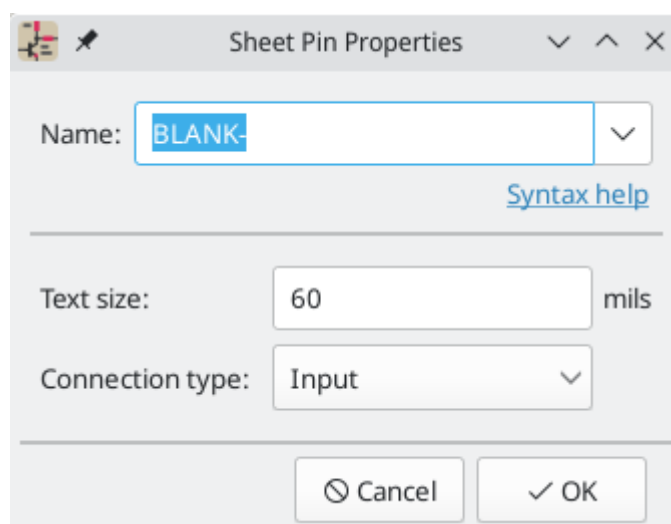 Sheet Pin Properties
Name: BLANK-
Syntax help
Text size: 60 mils
Connection type: Input
Cancel OK